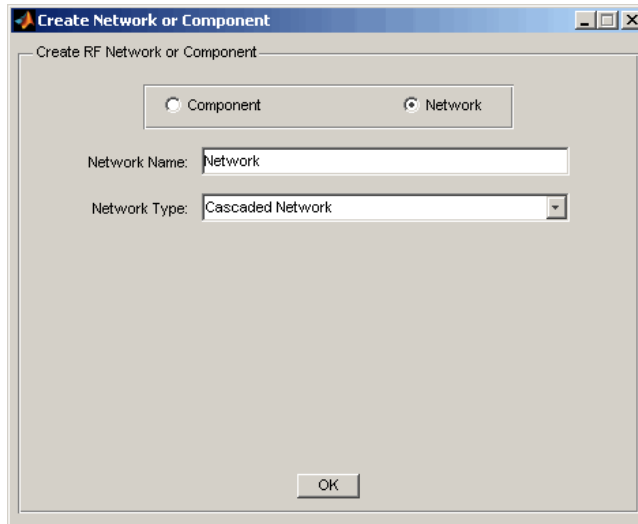 Create Network or Component
Create RF Network or Component
Component
Network
Network Name: Network
Network Type: Cascaded Network
OK